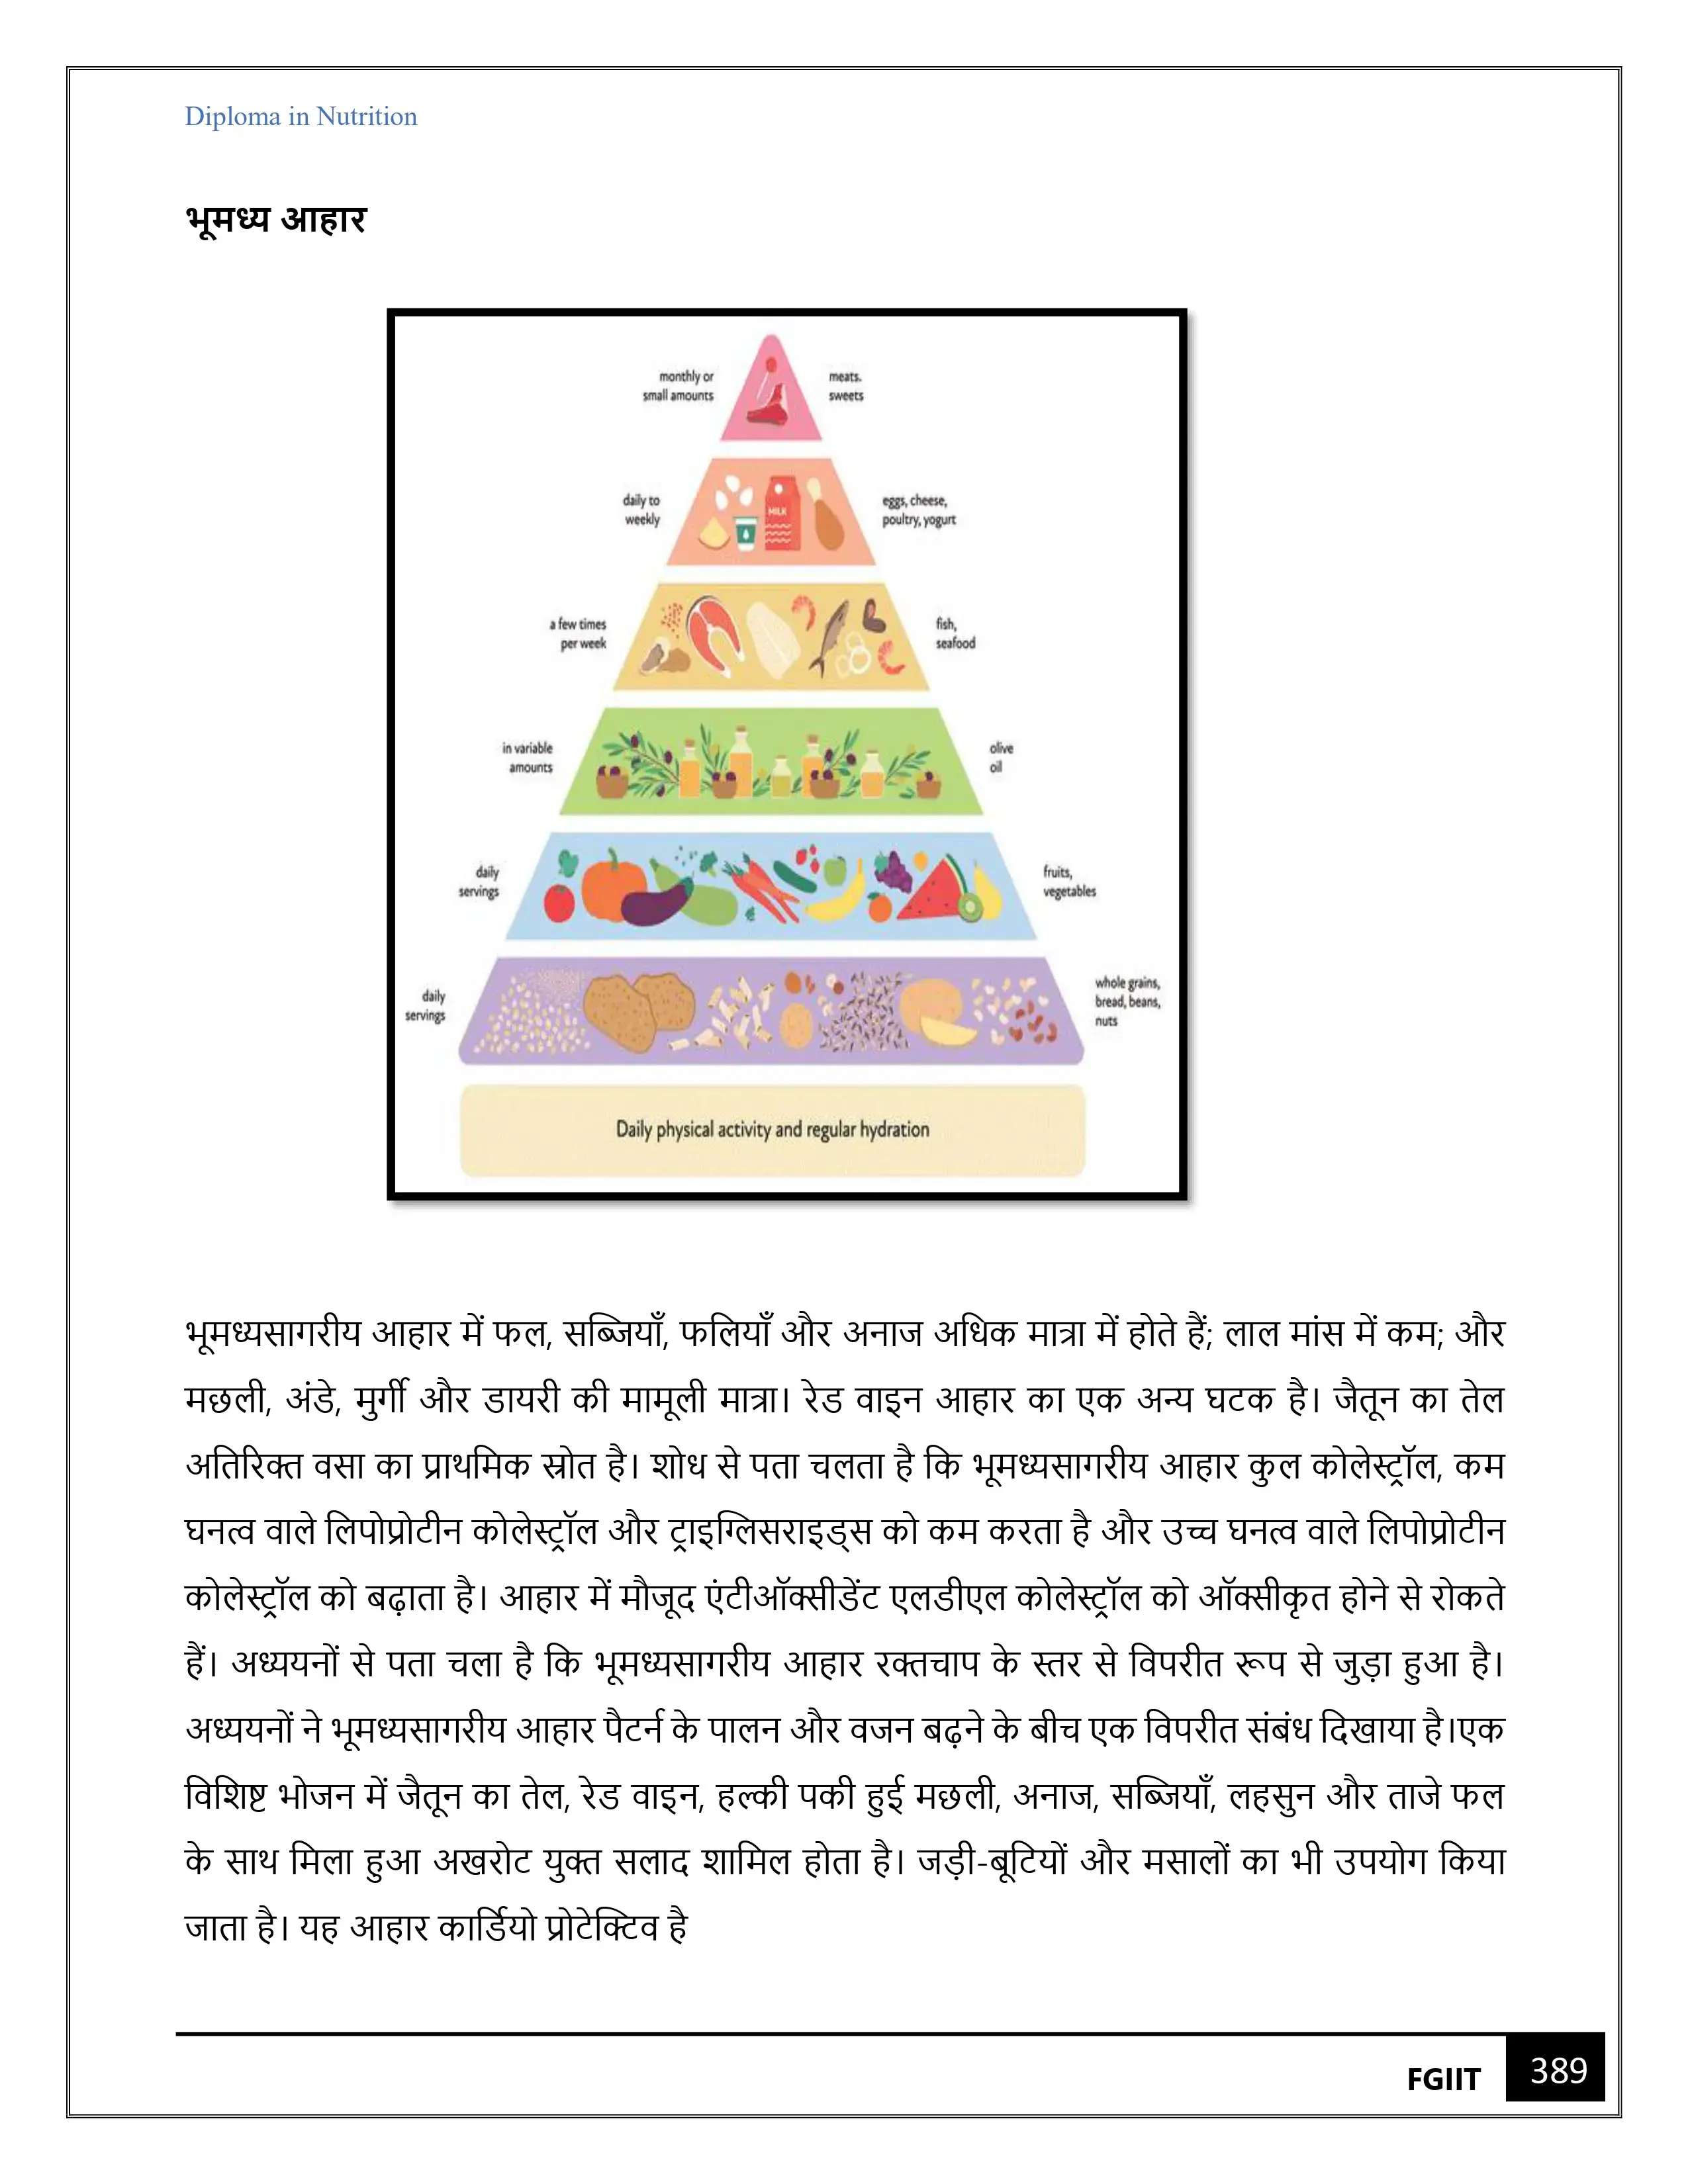 Diploma in Nutrition
भूमध्य आहार
monthly or
small amounts
meats.
sweets
daily to
weekly
MILK
eggs, cheese,
poultry, yogurt
a few times
per week
fish,
seafood
in variable
amounts
olive
oil
daily
servings
fruits,
vegetables
daily
servings
whole grains,
bread, beans,
nuts
Daily physical activity and regular hydration
भूमध्यसागरीय आहार में फल, सब्जियाँ, फलियाँ और अनाज अधिक मात्रा में होते हैं; लाल मांस में कम; और
मछली, अंडे, मुर्गी और डायरी की मामूली मात्रा। रेड वाइन आहार का एक अन्य घटक है। जैतून का तेल
अतिरिक्त वसा का प्राथमिक स्रोत है। शोध से पता चलता है कि भूमध्यसागरीय आहार कुल कोलेस्ट्रॉल, कम
घनत्व वाले लिपोप्रोटीन कोलेस्ट्रॉल और ट्राइग्लिसराइड्स को कम करता है और उच्च घनत्व वाले लिपोप्रोटीन
कोलेस्ट्रॉल को बढ़ाता है। आहार में मौजूद एंटीऑक्सीडेंट एलडीएल कोलेस्ट्रॉल को ऑक्सीकृत होने से रोकते
हैं। अध्ययनों से पता चला है कि भूमध्यसागरीय आहार रक्तचाप के स्तर से विपरीत रूप से जुड़ा हुआ है।
अध्ययनों ने भूमध्यसागरीय आहार पैटर्न के पालन और वजन बढ़ने के बीच एक विपरीत संबंध दिखाया है।एक
विशिष्ट भोजन में जैतून का तेल, रेड वाइन, हल्की पकी हुई मछली, अनाज, सब्जियाँ, लहसुन और ताजे फल
के साथ मिला हुआ अखरोट युक्त सलाद शामिल होता है। जड़ी-बूटियों और मसालों का भी उपयोग किया
जाता है। यह आहार कार्डियो प्रोटेक्टिव है
FGIIT
389